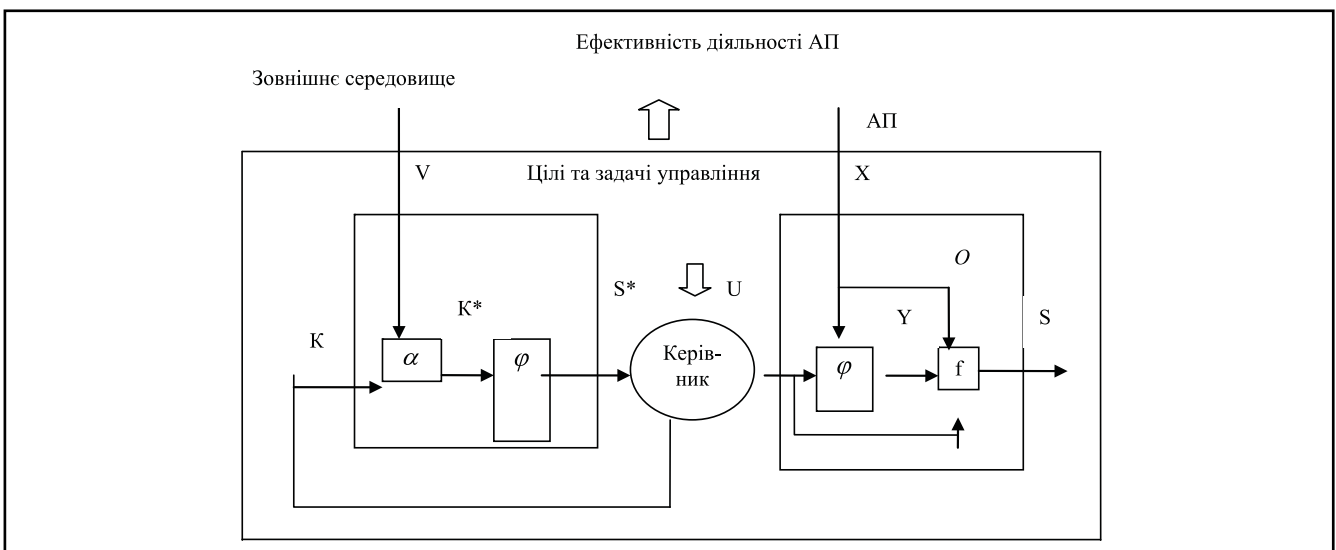 Ефективність діяльності АП
Зовнішнє середовище
АП
V
Цілі та задачі управління
X
O
S*
U
K*
Y
S
К
α
φ
Керів-
ник
φ
f